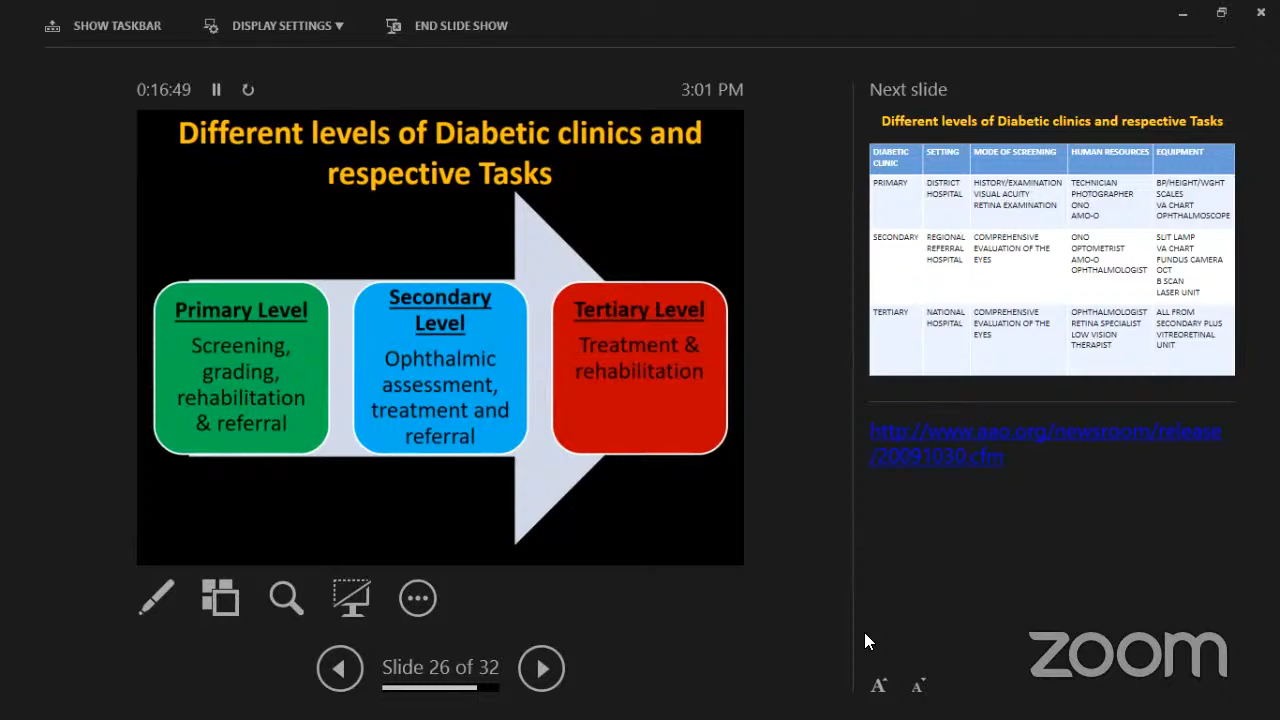 SHOW TASKBAR
DISPLAY SETTINGS ▼
END SLIDE SHOW
0:16:49
3:01 PM
Different levels of Diabetic clinics and
respective Tasks
Primary Level
Screening,
grading,
rehabilitation
& referral
Secondary
Level
Ophthalmic
assessment,
treatment and
referral
Tertiary Level
Treatment &
rehabilitation
Slide 26 of 32
Next slide
Different levels of Diabetic clinics and respective Tasks
DIABETIC CLINIC SETTING MODE OF SCREENING HUMAN RESOURCES EQUIPMENT
PRIMARY
DISTRICT
HOSPITAL
HISTORY/EXAMINATION
VISUAL ACUITY
RETINA EXAMINATION
TECHNICIAN
PHOTOGRAPHER
ONO
AMO-O
BP/HEIGHT/WGHT
SCALES
VA CHART
OPHTHALMOSCOPE
SECONDARY
REGIONAL
REFERRAL
HOSPITAL
COMPREHENSIVE
EVALUATION OF THE
EYES
ONO
OPTOMETRIST
AMO-O
OPHTHALMOLOGIST
SLIT LAMP
VA CHART
FUNDUS CAMERA
OCT
B SCAN
LASER UNIT
TERTIARY
NATIONAL
HOSPITAL
COMPREHENSIVE
EVALUATION OF THE
EYES
OPHTHALMOLOGIST
RETINA SPECIALIST
LOW VISION
THERAPIST
ALL FROM
SECONDARY PLUS
VITREORETINAL
UNIT
http://www.aao.org/newsroom/release
/20091030.cfm
A A
zoom